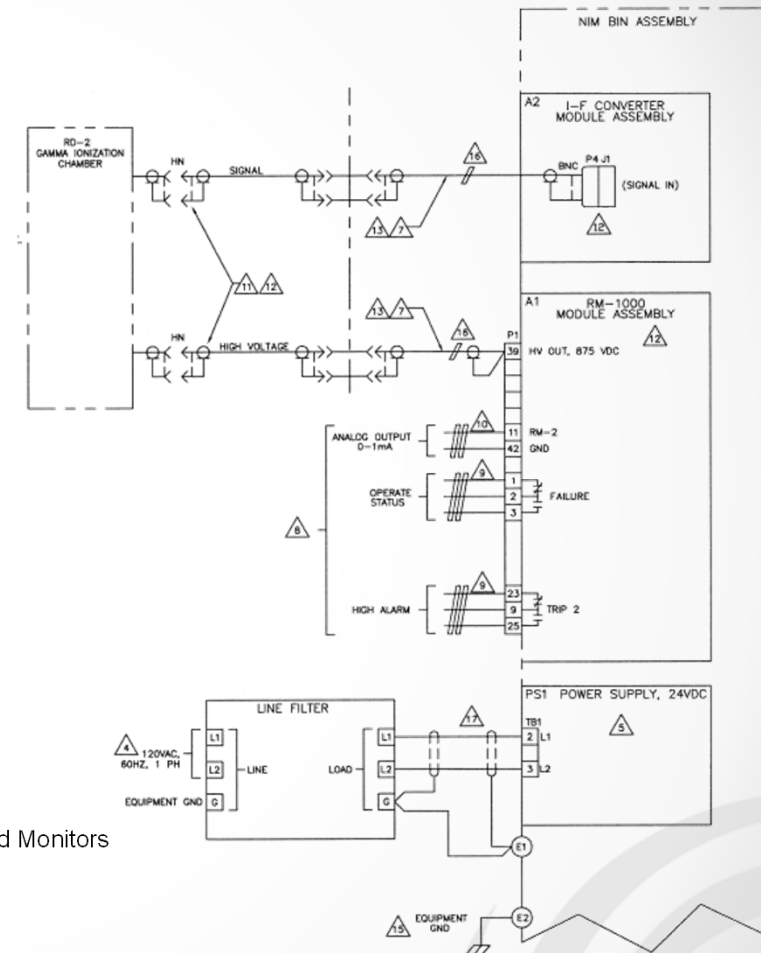 NIM BIN ASSEMBLY
A2
I-F CONVERTER
MODULE ASSEMBLY
RD-2
GAMMA IONIZATION
CHAMBER
HN
SIGNAL
16
BNC
P4 J1
(SIGNAL IN)
13 7
12
11 12
A1
RM-1000
MODULE ASSEMBLY
13 7
HN
HIGH VOLTAGE
16
P1
39 HV OUT, 875 VDC
12
ANALOG OUTPUT
0-1mA
10
11 RM-2
42 GND
OPERATE
STATUS
9
1
2 FAILURE
3
8
HIGH ALARM
9
23
9 TRIP 2
25
LINE FILTER
PS1 POWER SUPPLY, 24VDC
4
120VAC,
60HZ, 1 PH
L1
L2
LINE
LOAD
L1
L2
17
TB1
2 L1
3 L2
5
EQUIPMENT GND
G
G
d Monitors
E1
15
EQUIPMENT
GND
E2